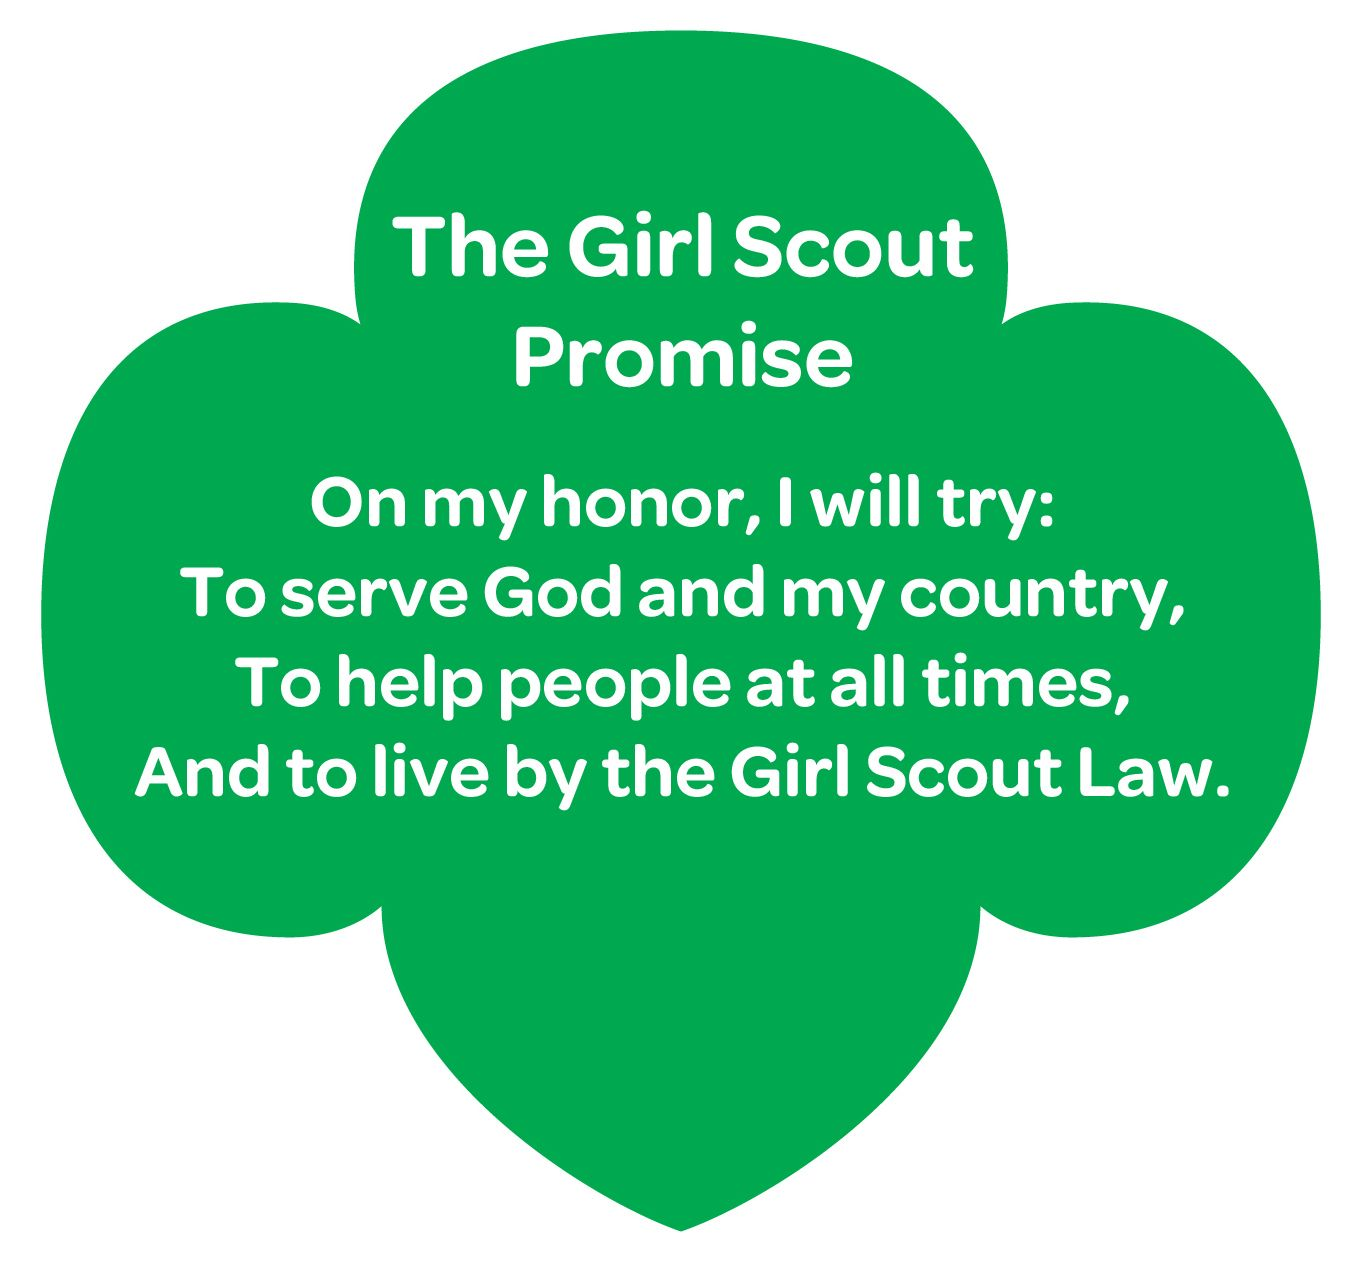 The Girl Scout
Promise
On my honor, I will try:
To serve God and my country,
To help people at all times,
And to live by the Girl Scout Law.